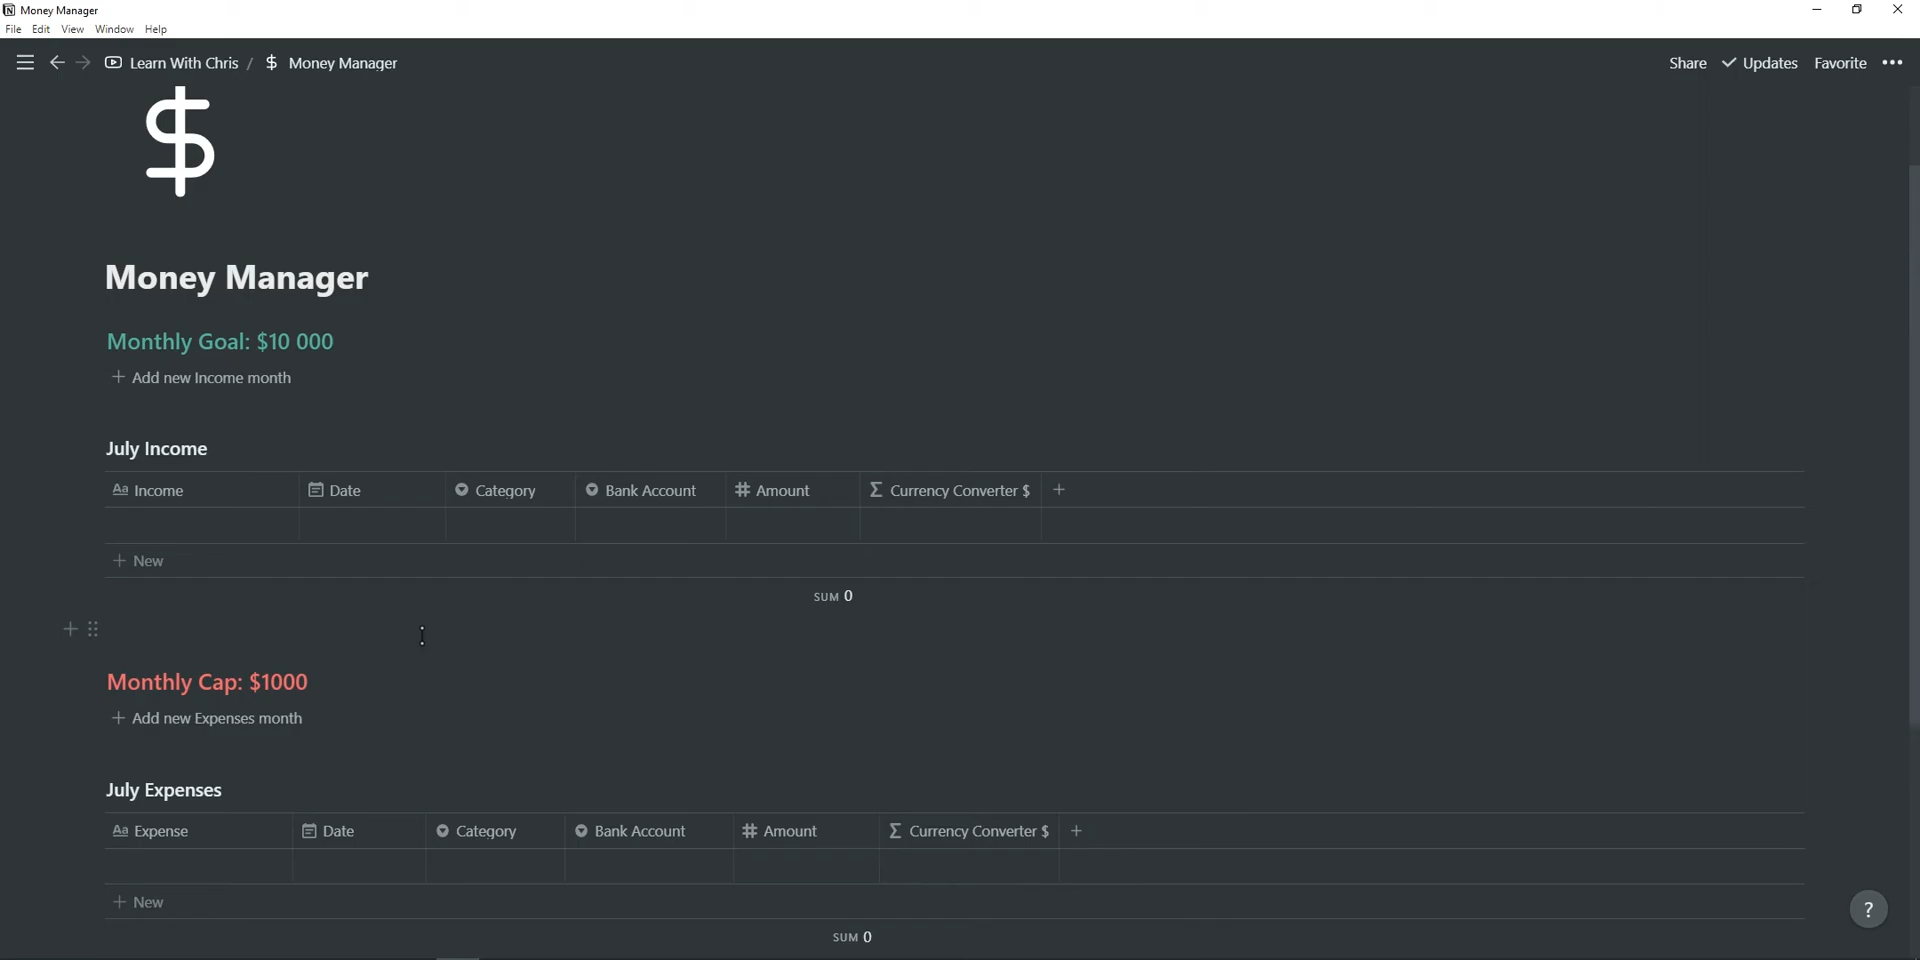 Money Manager
File Edit View Window Help
Learn With Chris / $ Money Manager Share Updates Favorite
$
Money Manager
Monthly Goal: $10 000
+ Add new Income month
July Income
Aa Income Date Category Bank Account # Amount Σ Currency Converter $ +
+ New
SUM 0
Monthly Cap: $1000
+ Add new Expenses month
July Expenses
Aa Expense Date Category Bank Account # Amount Σ Currency Converter $ +
+ New
?
SUM 0